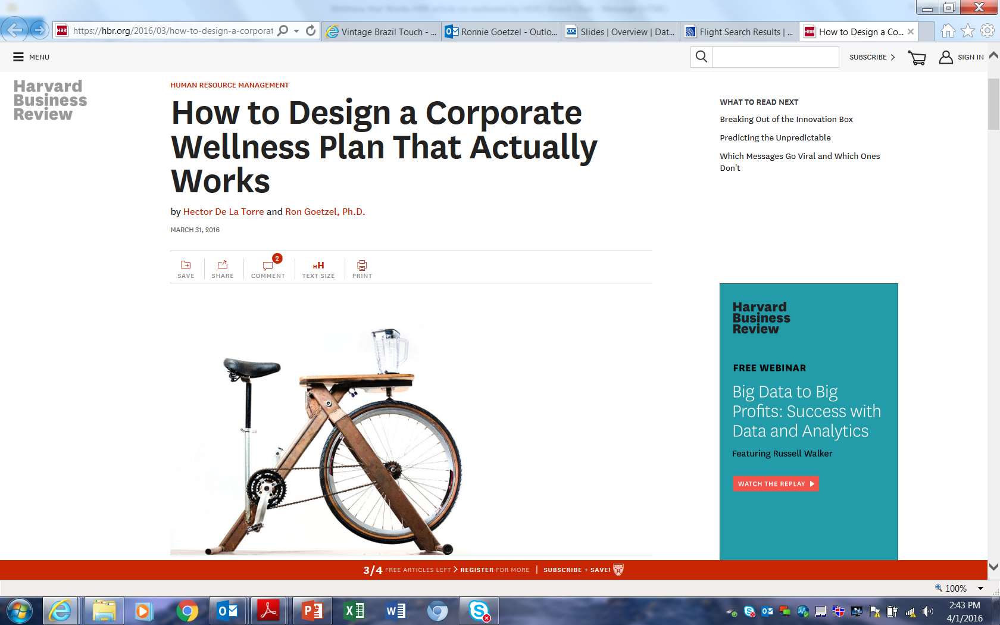 HBR
https://hbr.org/2016/03/how-to-design-a-corporat
Vintage Brazil Touch - ...
Ronnie Goetzel - Outlo...
CDC
Slides | Overview | Dat...
Flight Search Results | ...
HBR
How to Design a Co...
MENU
SUBSCRIBE
SIGN IN
Harvard
Business
Review
HUMAN RESOURCE MANAGEMENT
How to Design a Corporate
Wellness Plan That Actually
Works
by Hector De La Torre and Ron Goetzel, Ph.D.
MARCH 31, 2016
SAVE
SHARE
2
COMMENT
HH
TEXT SIZE
PRINT
WHAT TO READ NEXT
Breaking Out of the Innovation Box
Predicting the Unpredictable
Which Messages Go Viral and Which Ones
Don't
Harvard
Business
Review
FREE WEBINAR
Big Data to Big
Profits: Success with
Data and Analytics
Featuring Russell Walker
WATCH THE REPLAY
3/4 FREE ARTICLES LEFT > REGISTER FOR MORE | SUBSCRIBE + SAVE!
100%
2:43 PM
4/1/2016